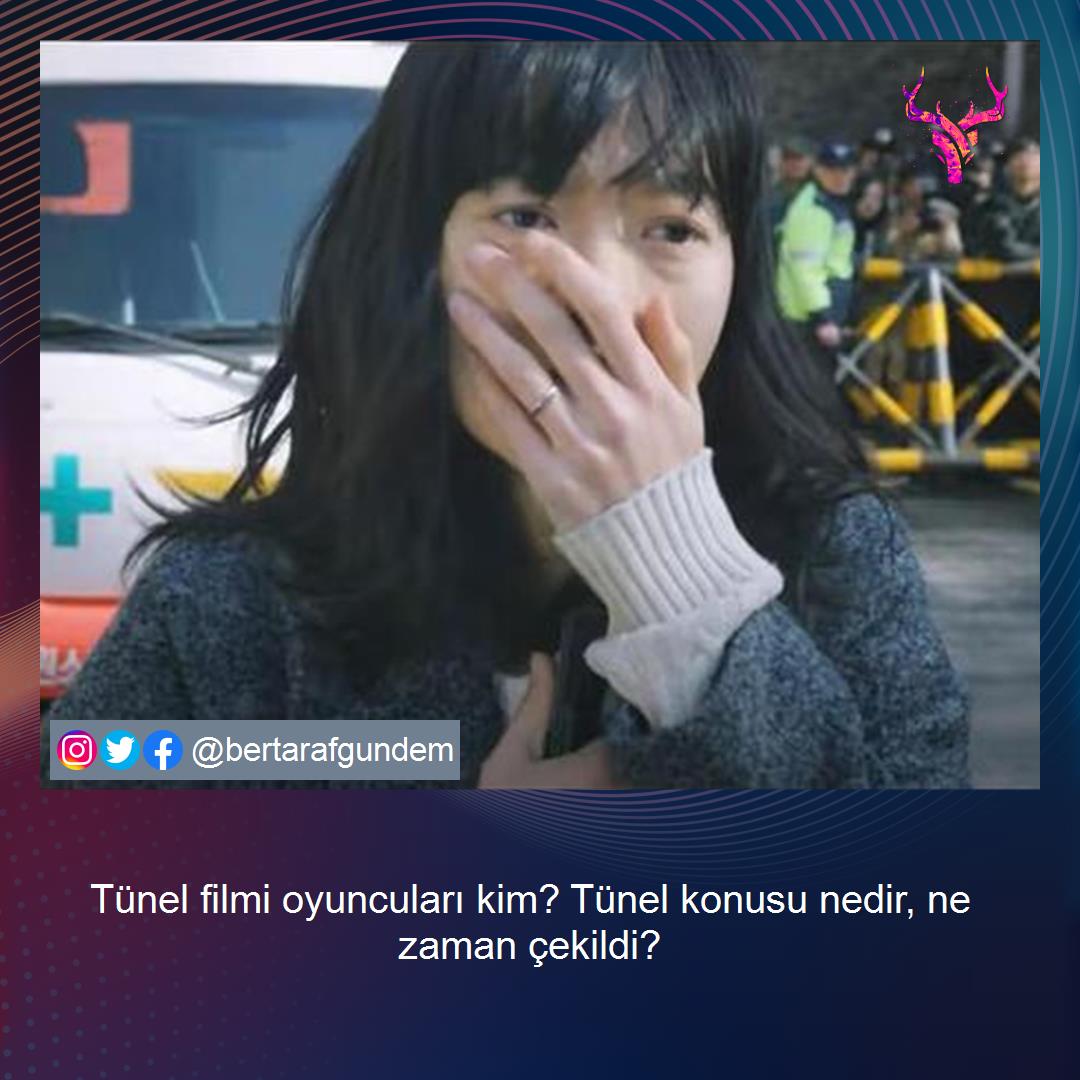 @bertarafgundem
Tünel filmi oyuncuları kim? Tünel konusu nedir, ne
zaman çekildi?